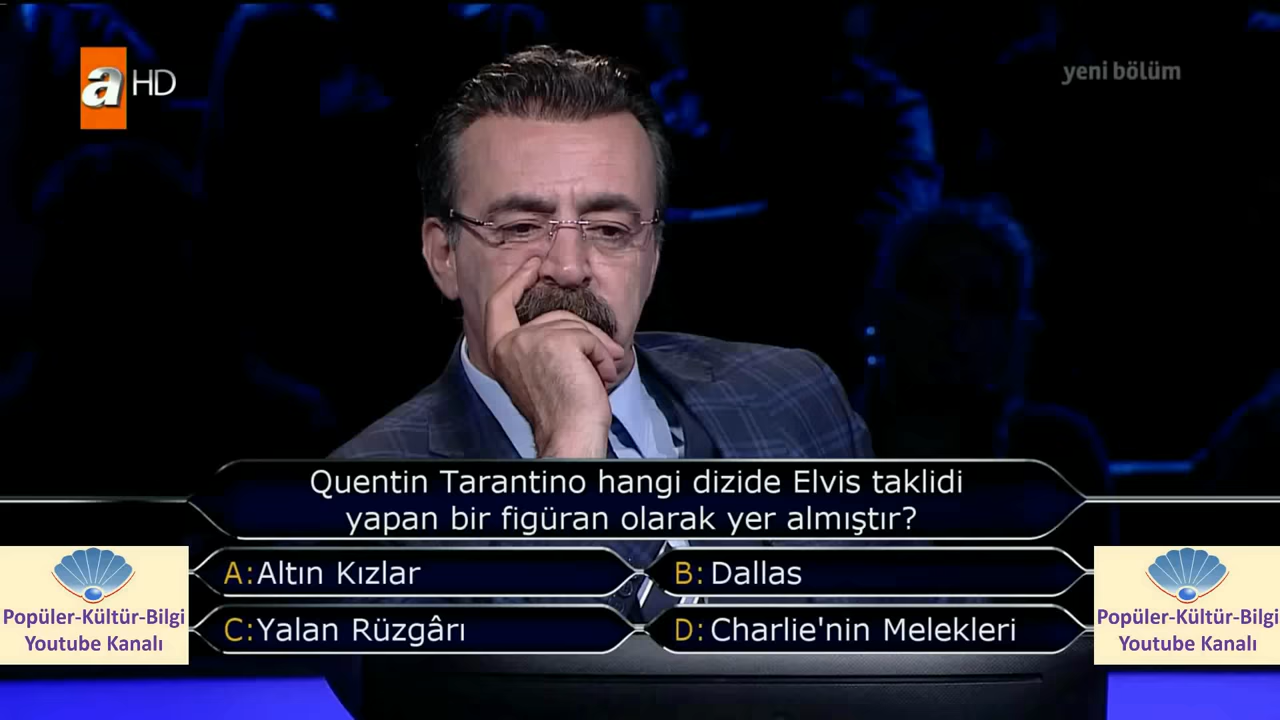 a HD
yeni bölüm
Quentin Tarantino hangi dizide Elvis taklidi
yapan bir figüran olarak yer almıştır?
A: Altın Kızlar
B: Dallas
C: Yalan Rüzgârı
D: Charlie'nin Melekleri
Popüler-Kültür-Bilgi
Youtube Kanalı
Popüler-Kültür-Bilgi
Youtube Kanalı